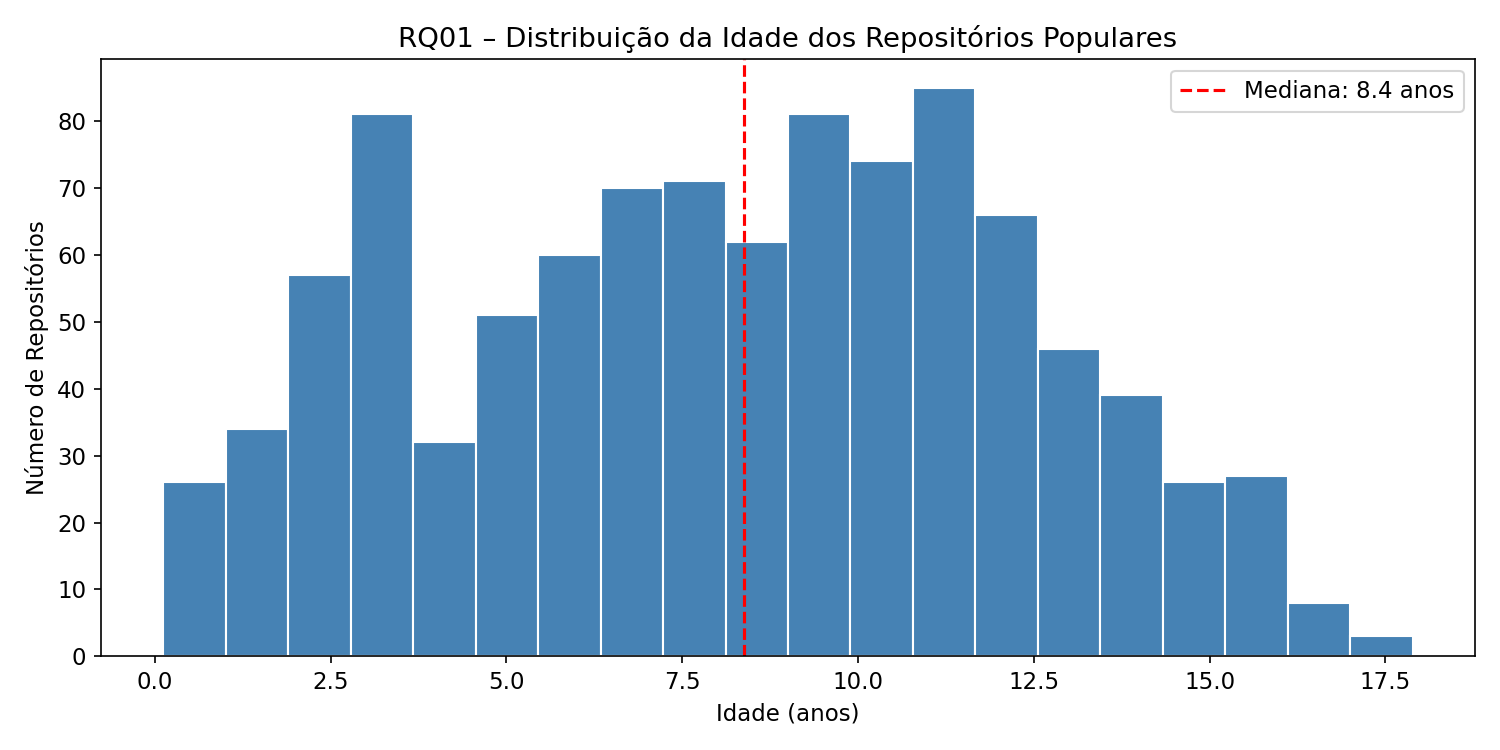 RQ01 – Distribuição da Idade dos Repositórios Populares
Mediana: 8.4 anos
Número de Repositórios
80
70
60
50
40
30
20
10
0
0.0 2.5 5.0 7.5 10.0 12.5 15.0 17.5
Idade (anos)